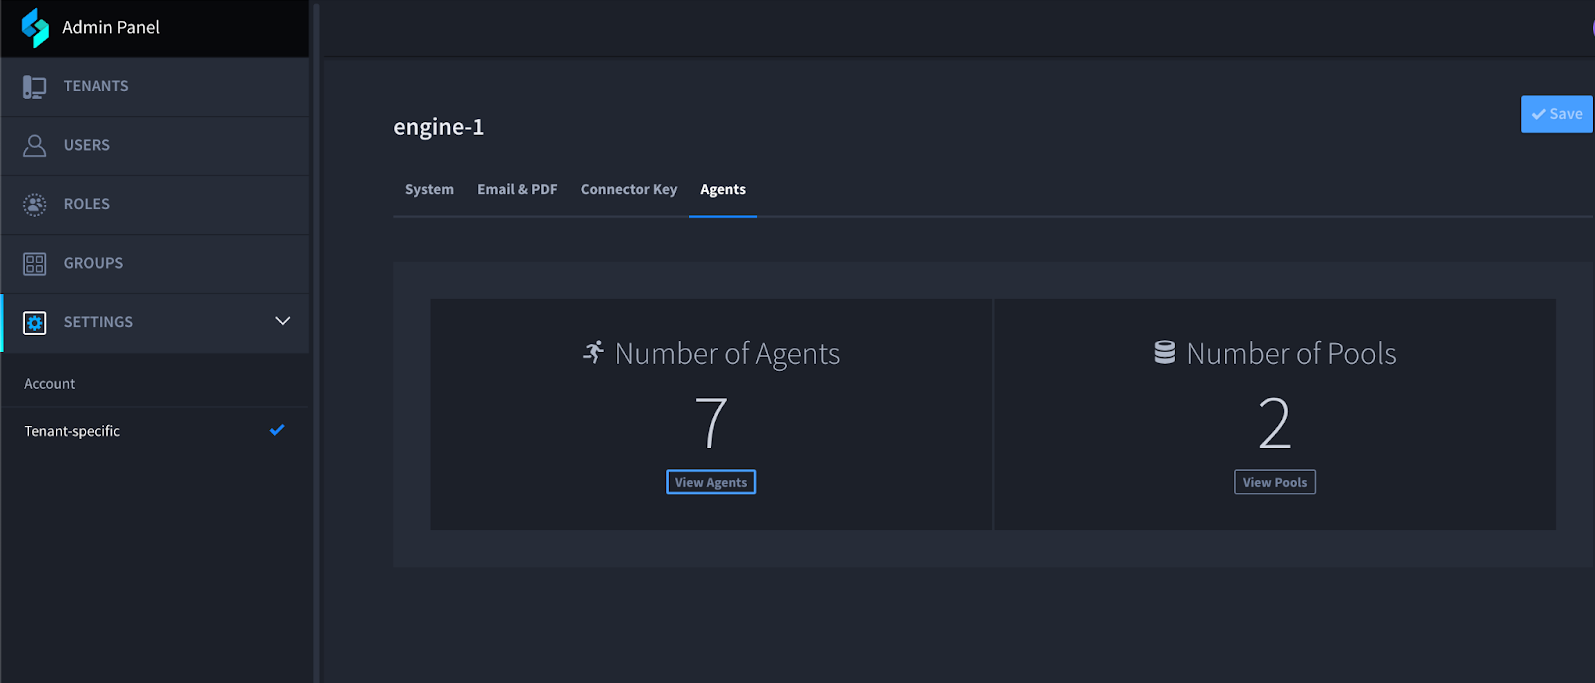 Admin Panel
TENANTS
USERS
ROLES
GROUPS
SETTINGS
Account
Tenant-specific
engine-1
Save
System Email & PDF Connector Key Agents
Number of Agents
7
View Agents
Number of Pools
2
View Pools